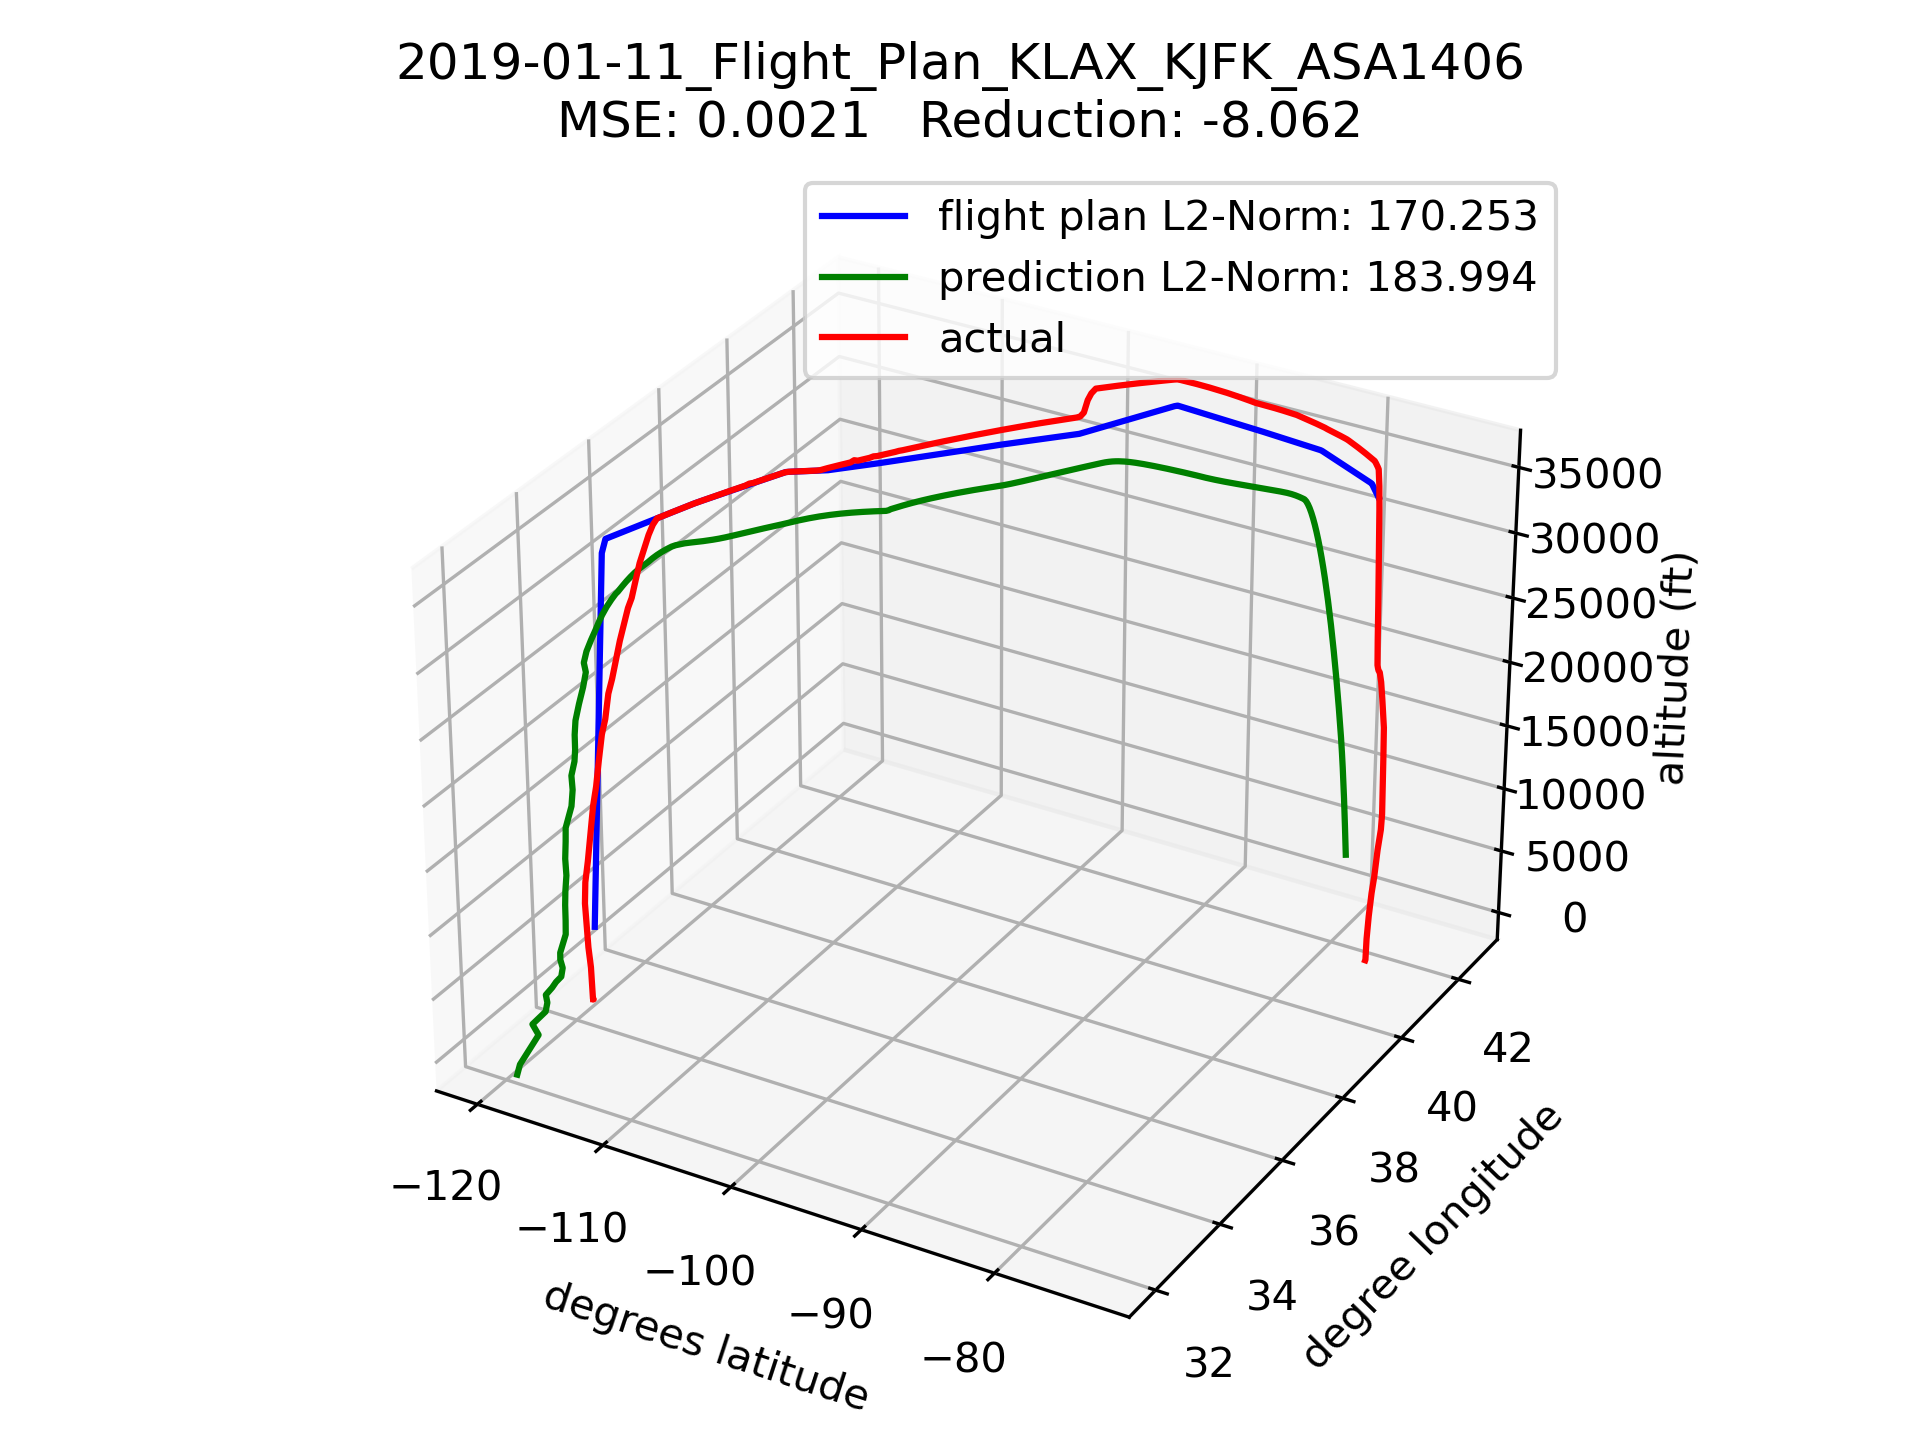 2019-01-11_Flight_Plan_KLAX_KJFK_ASA1406
MSE: 0.0021   Reduction: -8.062
flight plan L2-Norm: 170.253
prediction L2-Norm: 183.994
actual
35000
30000
25000
20000
15000
10000
5000
0
altitude (ft)
42
40
38
36
34
32
degree longitude
−120
−110
−100
−90
−80
degrees latitude